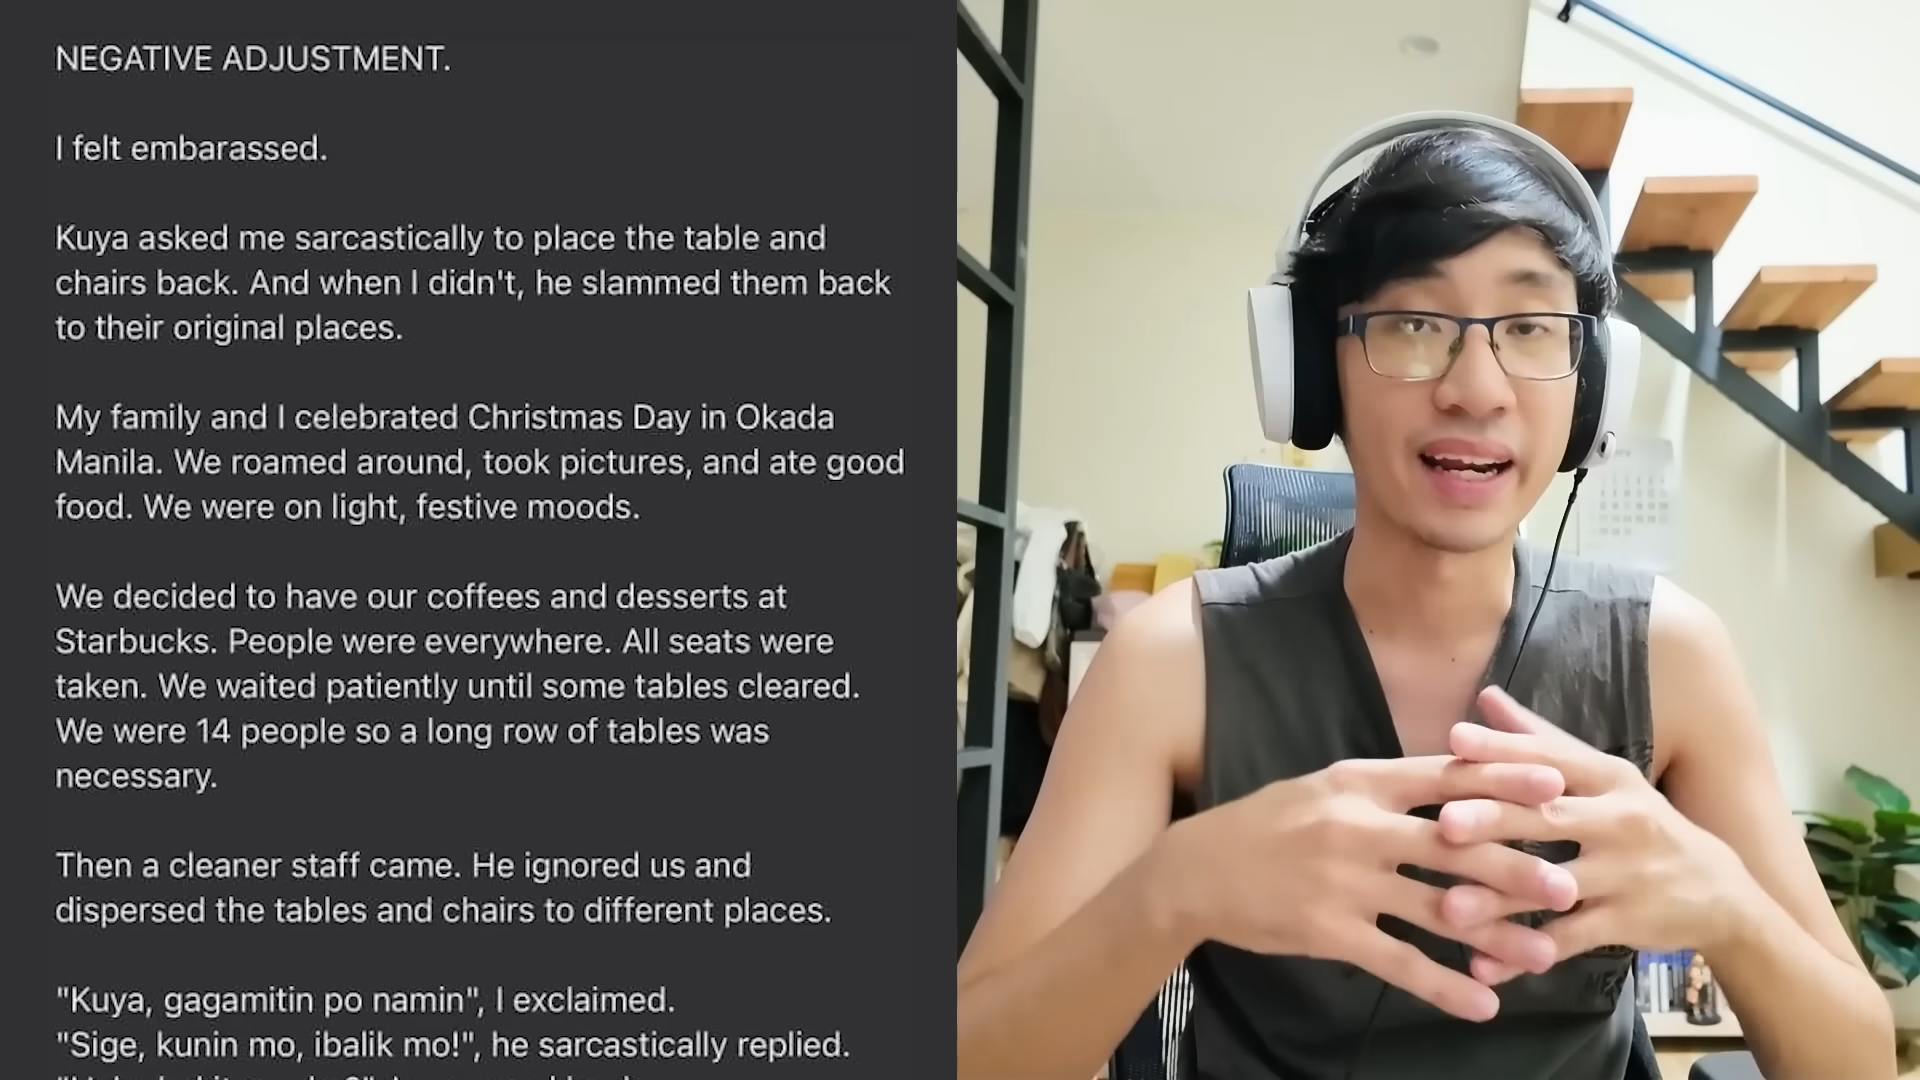 NEGATIVE ADJUSTMENT.
I felt embarassed.
Kuya asked me sarcastically to place the table and
chairs back. And when I didn't, he slammed them back
to their original places.
My family and I celebrated Christmas Day in Okada
Manila. We roamed around, took pictures, and ate good
food. We were on light, festive moods.
We decided to have our coffees and desserts at
Starbucks. People were everywhere. All seats were
taken. We waited patiently until some tables cleared.
We were 14 people so a long row of tables was
necessary.
Then a cleaner staff came. He ignored us and
dispersed the tables and chairs to different places.
"Kuya, gagamitin po namin", I exclaimed.
"Sige, kunin mo, ibalik mo!", he sarcastically replied.